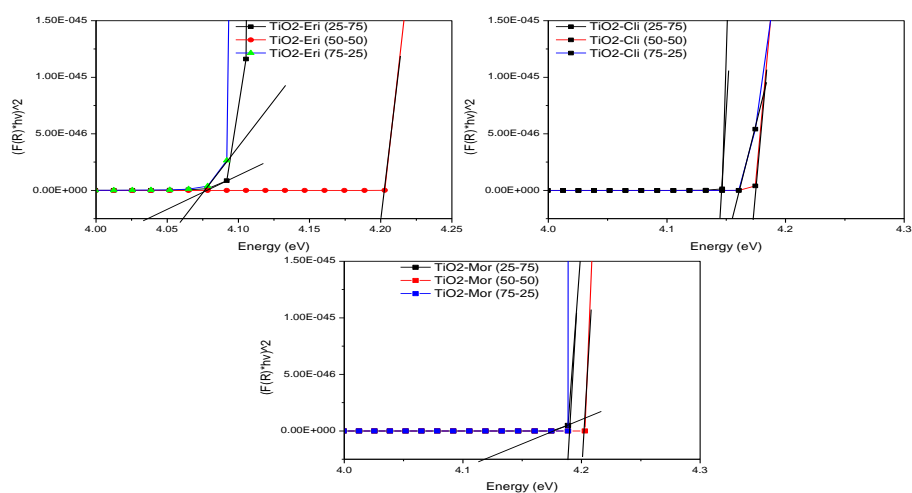 1.50E-045
1.00E-045
5.00E-046
0.00E+000
(F(R)*hv)^2
TiO2-Eri (25-75)
TiO2-Eri (50-50)
TiO2-Eri (75-25)
4.00
4.05
4.10
4.15
4.20
4.25
Energy (eV)
1.50E-045
1.00E-045
5.00E-046
0.00E+000
(F(R)*hv)^2
TiO2-Cli (25-75)
TiO2-Cli (50-50)
TiO2-Cli (75-25)
4.0
4.1
4.2
4.3
Energy (eV)
1.50E-045
1.00E-045
5.00E-046
0.00E+000
(F(R)*hv)^2
TiO2-Mor (25-75)
TiO2-Mor (50-50)
TiO2-Mor (75-25)
4.0
4.1
4.2
4.3
Energy (eV)